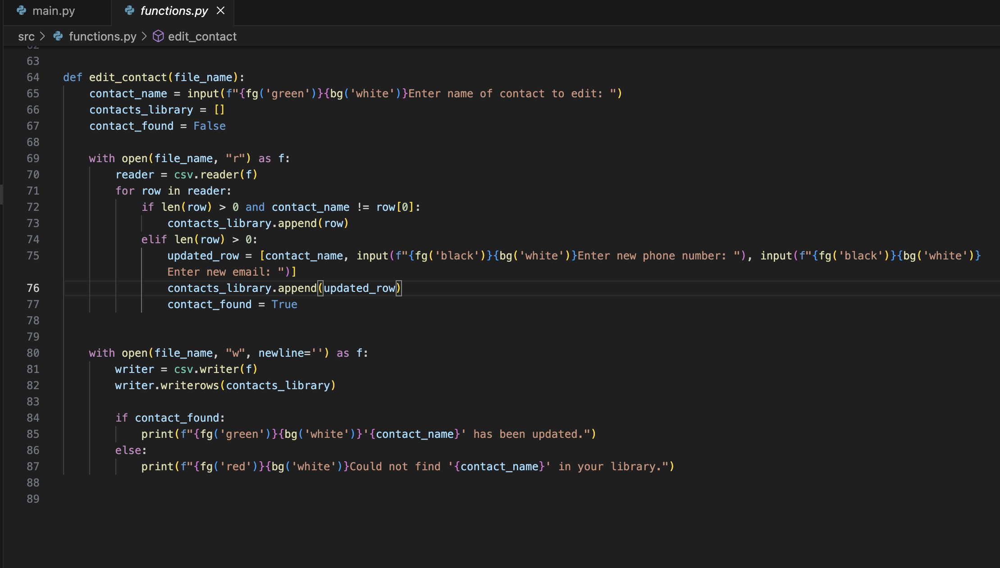 main.py functions.py
src > functions.py > edit_contact
62
63
64 def edit_contact(file_name):
65     contact_name = input(f"{fg('green')}{bg('white')}Enter name of contact to edit: ")
66     contacts_library = []
67     contact_found = False
68
69     with open(file_name, "r") as f:
70         reader = csv.reader(f)
71         for row in reader:
72             if len(row) > 0 and contact_name != row[0]:
73                 contacts_library.append(row)
74             elif len(row) > 0:
75                 updated_row = [contact_name, input(f"{fg('black')}{bg('white')}Enter new phone number: "), input(f"{fg('black')}{bg('white')}
                Enter new email: ")]
76                 contacts_library.append(updated_row)
77                 contact_found = True
78
79
80     with open(file_name, "w", newline='') as f:
81         writer = csv.writer(f)
82         writer.writerows(contacts_library)
83
84         if contact_found:
85             print(f"{fg('green')}{bg('white')}'{contact_name}' has been updated.")
86         else:
87             print(f"{fg('red')}{bg('white')}Could not find '{contact_name}' in your library.")
88
89